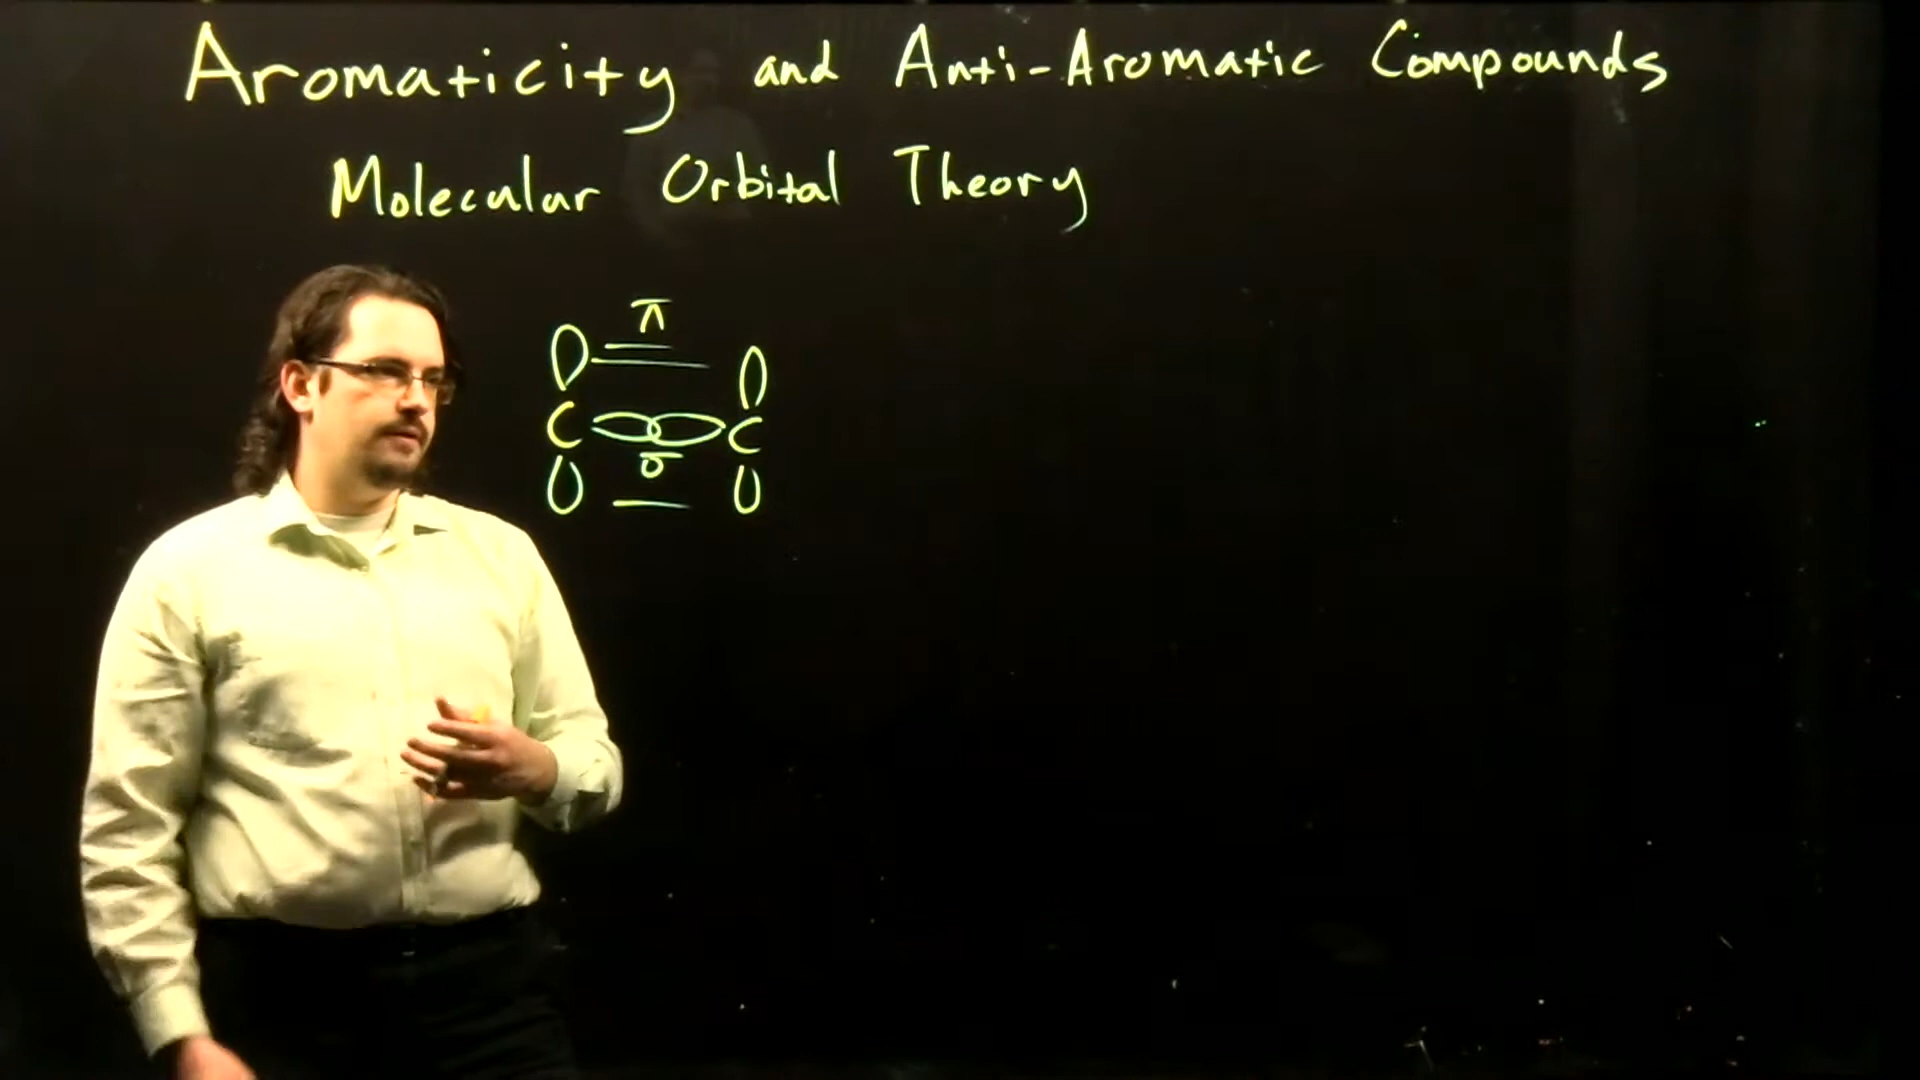 Aromaticity and Anti-Aromatic Compounds
Molecular Orbital Theory
π
C C
σ